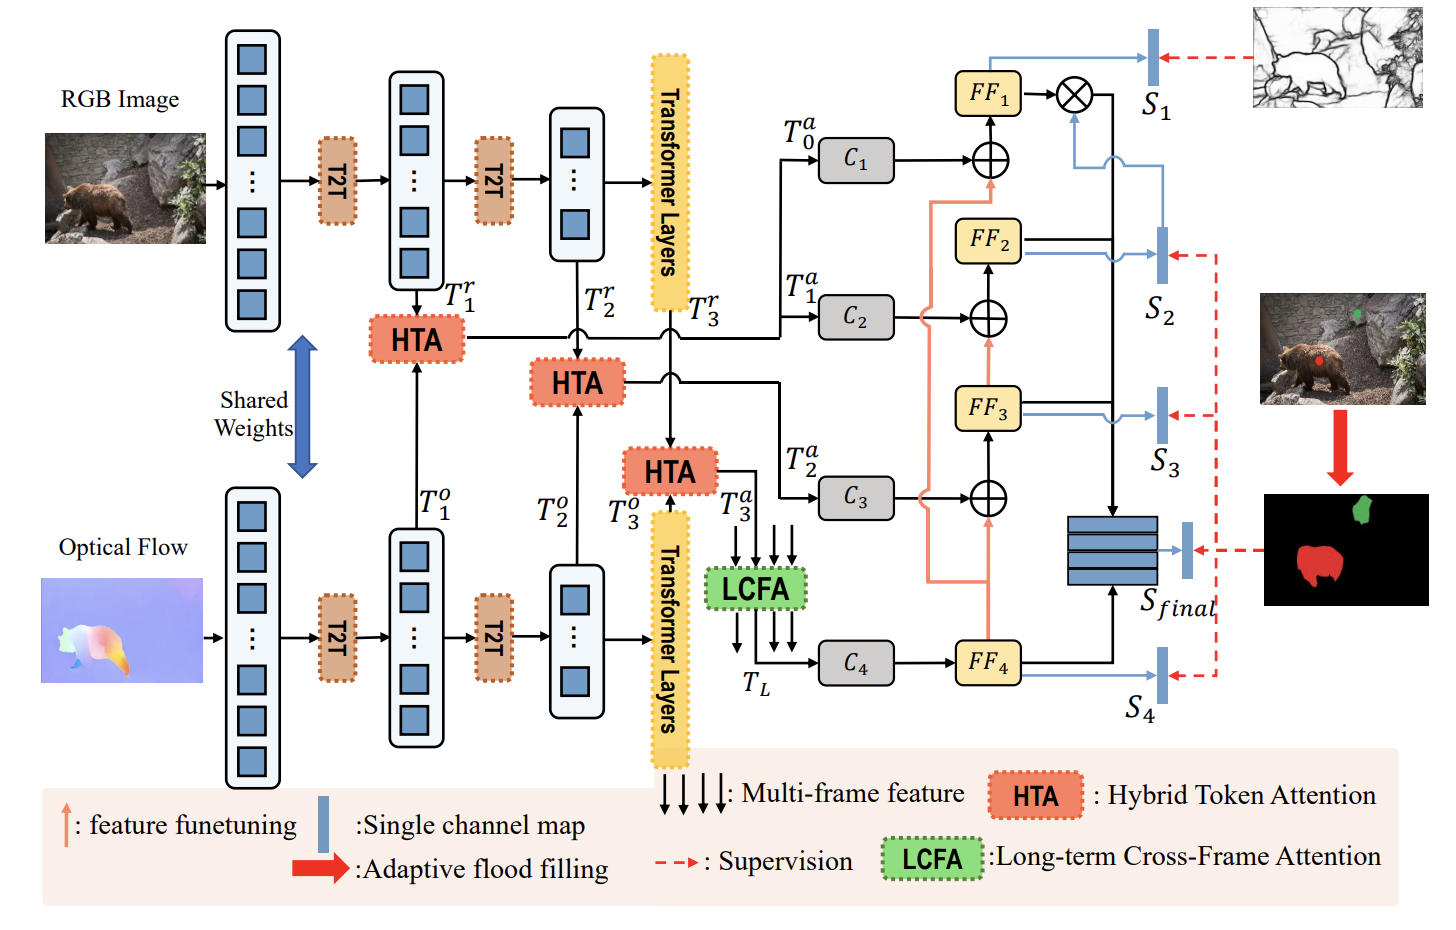 RGB Image
T2T
T2T
Transformer Layers
T^r_1
T^r_2
T^r_3
HTA
HTA
HTA
Shared
Weights
T^o_1
T^o_2
T^o_3
Optical Flow
T2T
T2T
Transformer Layers
T^a_0
T^a_1
T^a_2
T^a_3
LCFA
T_L
C_1
C_2
C_3
C_4
FF_1
FF_2
FF_3
FF_4
S_1
S_2
S_3
S_final
S_4
: feature funetuning
:Single channel map
:Adaptive flood filling
: Multi-frame feature
: Supervision
HTA : Hybrid Token Attention
LCFA :Long-term Cross-Frame Attention